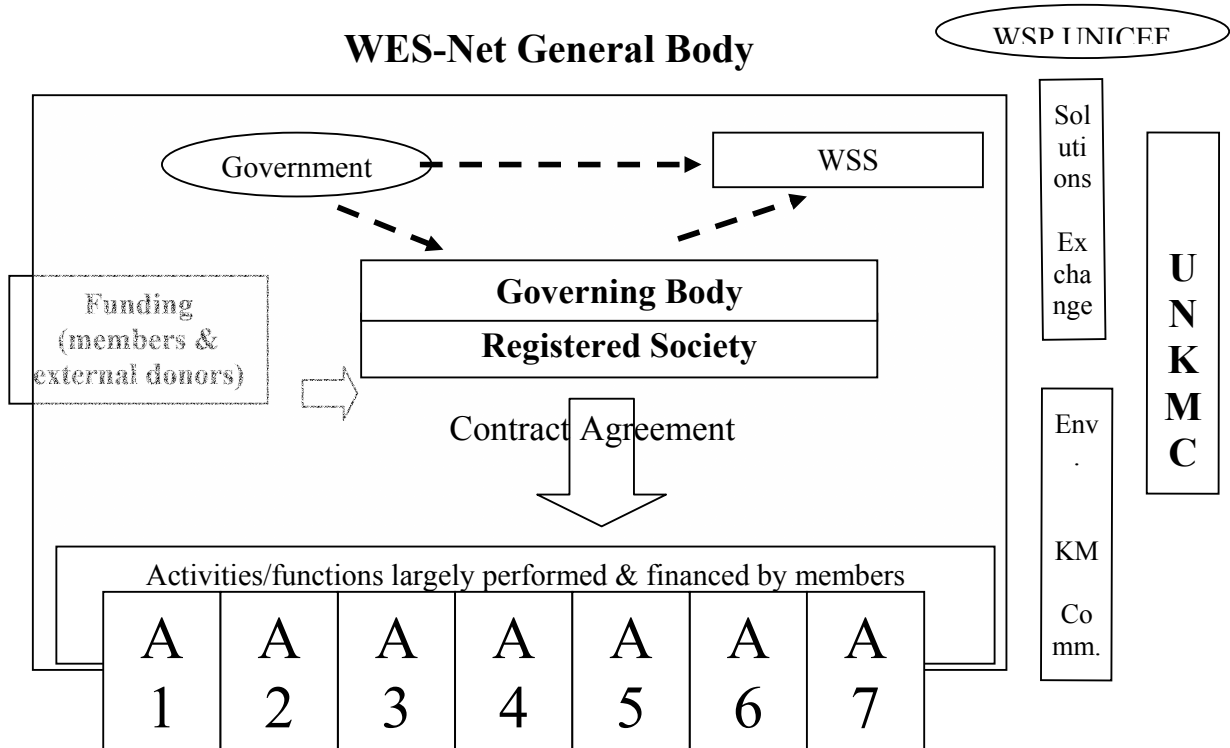 WES-Net General Body
WSP UNICEF
Government
WSS
Sol
uti
ons
Ex
cha
nge
U
N
K
M
C
Funding
(members &
external donors)
Governing Body
Registered Society
Contract Agreement
Env
.
KM
Co
mm.
Activities/functions largely performed & financed by members
A A A A A A A
1 2 3 4 5 6 7